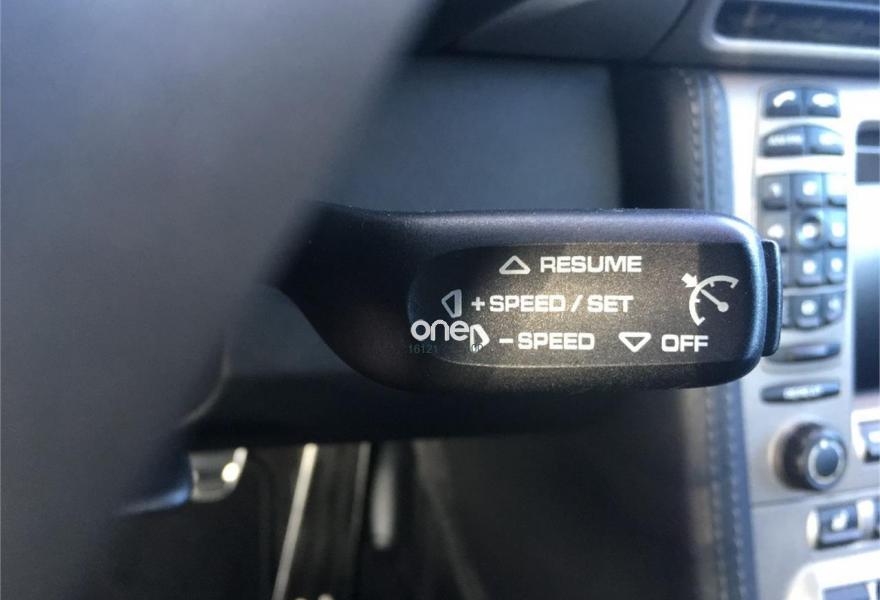 RESUME
+ SPEED / SET
- SPEED OFF
one
16121